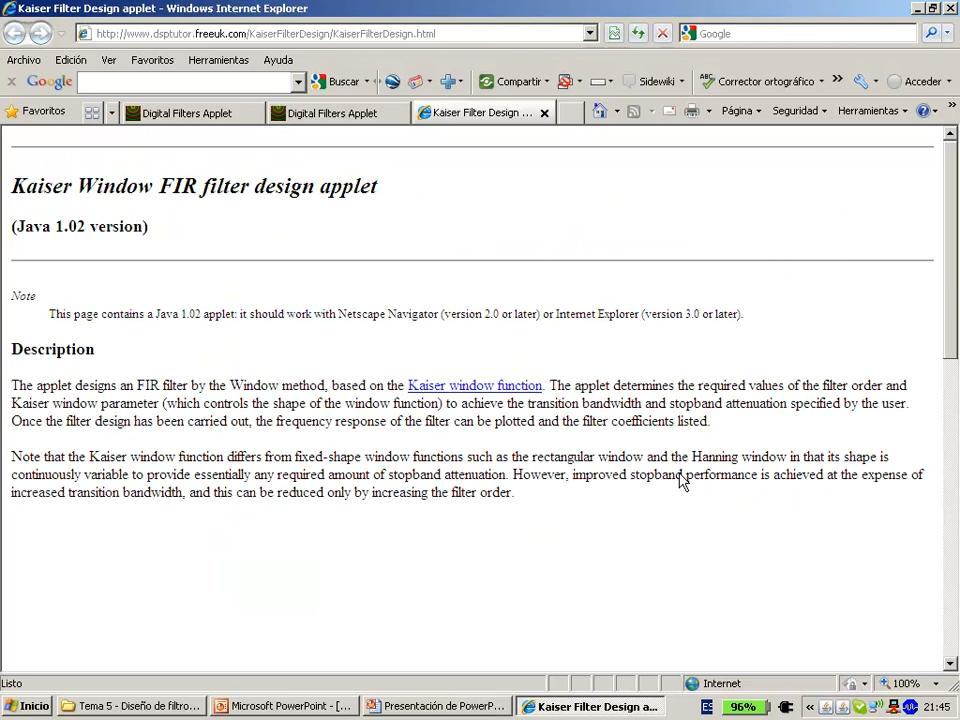 Kaiser Filter Design applet - Windows Internet Explorer
http://www.dsptutor.freeuk.com/KaiserFilterDesign/KaiserFilterDesign.html
Google
Archivo Edición Ver Favoritos Herramientas Ayuda
x Google Buscar Compartir Sidewiki Corrector ortográfico » Acceder
Favoritos Digital Filters Applet Digital Filters Applet Kaiser Filter Design ... Página Seguridad Herramientas »
Kaiser Window FIR filter design applet
(Java 1.02 version)
Note
This page contains a Java 1.02 applet: it should work with Netscape Navigator (version 2.0 or later) or Internet Explorer (version 3.0 or later).
Description
The applet designs an FIR filter by the Window method, based on the Kaiser window function. The applet determines the required values of the filter order and
Kaiser window parameter (which controls the shape of the window function) to achieve the transition bandwidth and stopband attenuation specified by the user.
Once the filter design has been carried out, the frequency response of the filter can be plotted and the filter coefficients listed.
Note that the Kaiser window function differs from fixed-shape window functions such as the rectangular window and the Hanning window in that its shape is
continuously variable to provide essentially any required amount of stopband attenuation. However, improved stopband performance is achieved at the expense of
increased transition bandwidth, and this can be reduced only by increasing the filter order.
Listo Internet 100%
Inicio Tema 5 - Diseño de filtro... Microsoft PowerPoint - [... Presentación de PowerP... Kaiser Filter Design a... ES 96% « 21:45